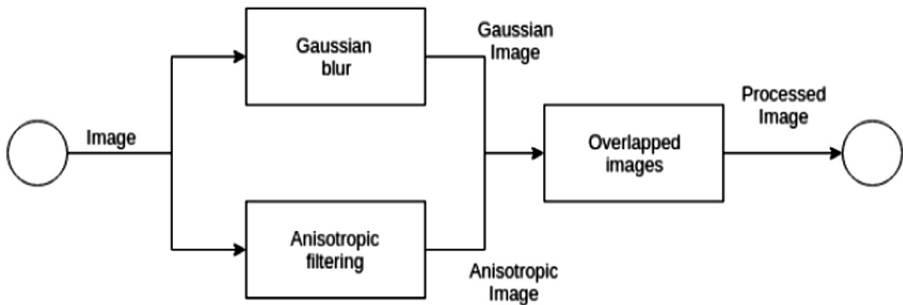 Gaussian
blur
Gaussian
Image
Image
Processed
Image
Overlapped
images
Anisotropic
filtering
Anisotropic
Image